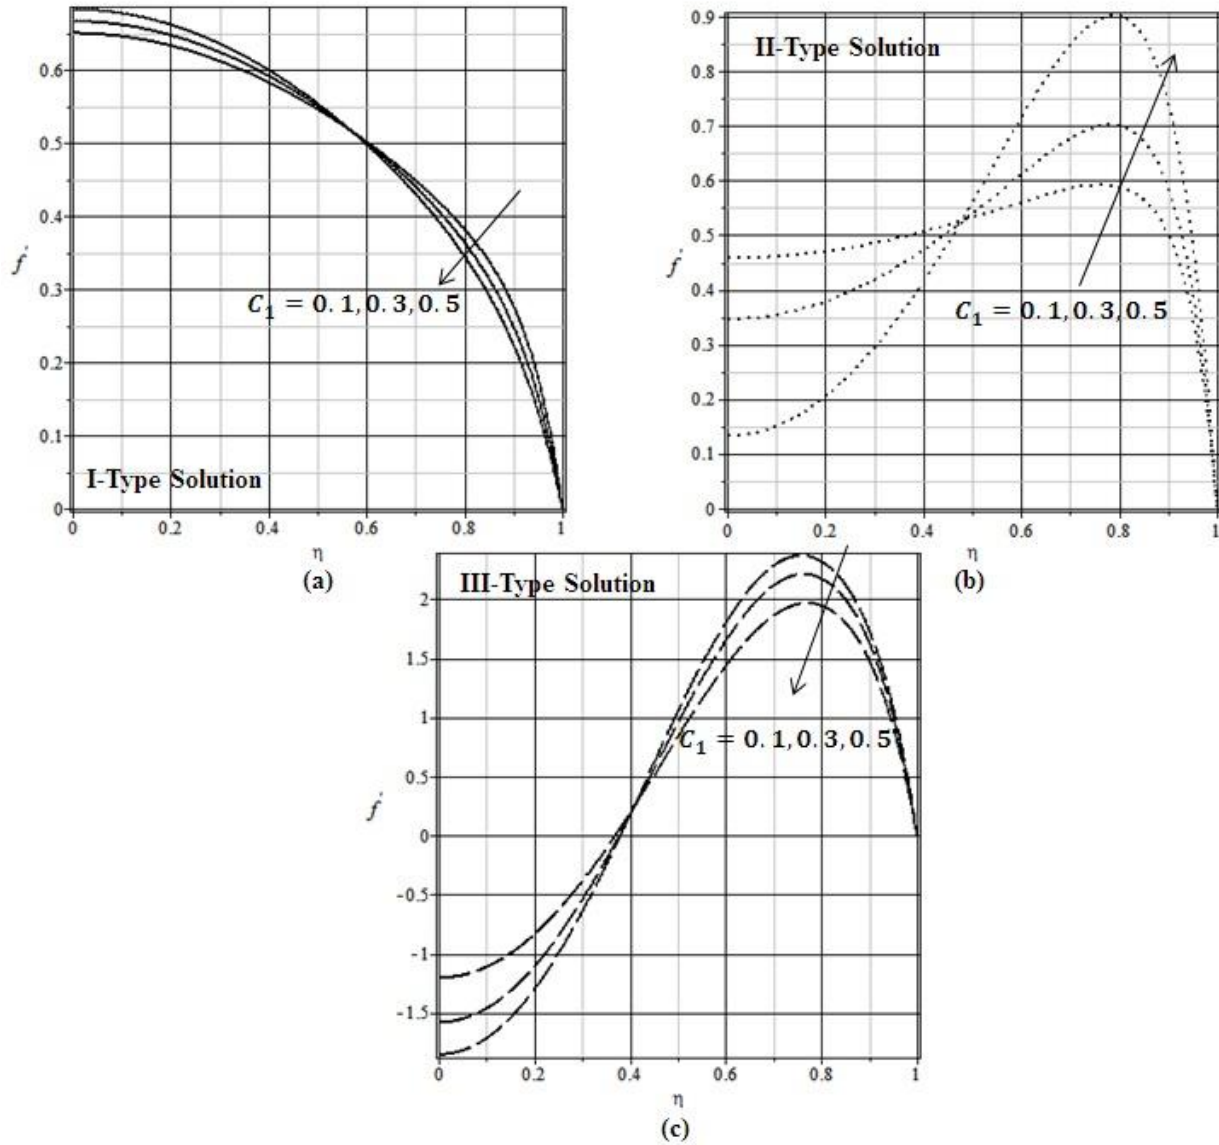 0.6
0.5
0.4
0.3
0.2
0.1
0
f'
C₁ = 0.1, 0.3, 0.5
I-Type Solution
0 0.2 0.4 0.6 0.8 1
η
(a)
II-Type Solution
0.9
0.8
0.7
0.6
0.5
0.4
0.3
0.2
0.1
0
f'
C₁ = 0.1, 0.3, 0.5
0 0.2 0.4 0.6 0.8 1
η
(b)
III-Type Solution
2
1.5
1
0.5
0
-0.5
-1
-1.5
f'
C₁ = 0.1, 0.3, 0.5
0 0.2 0.4 0.6 0.8 1
η
(c)